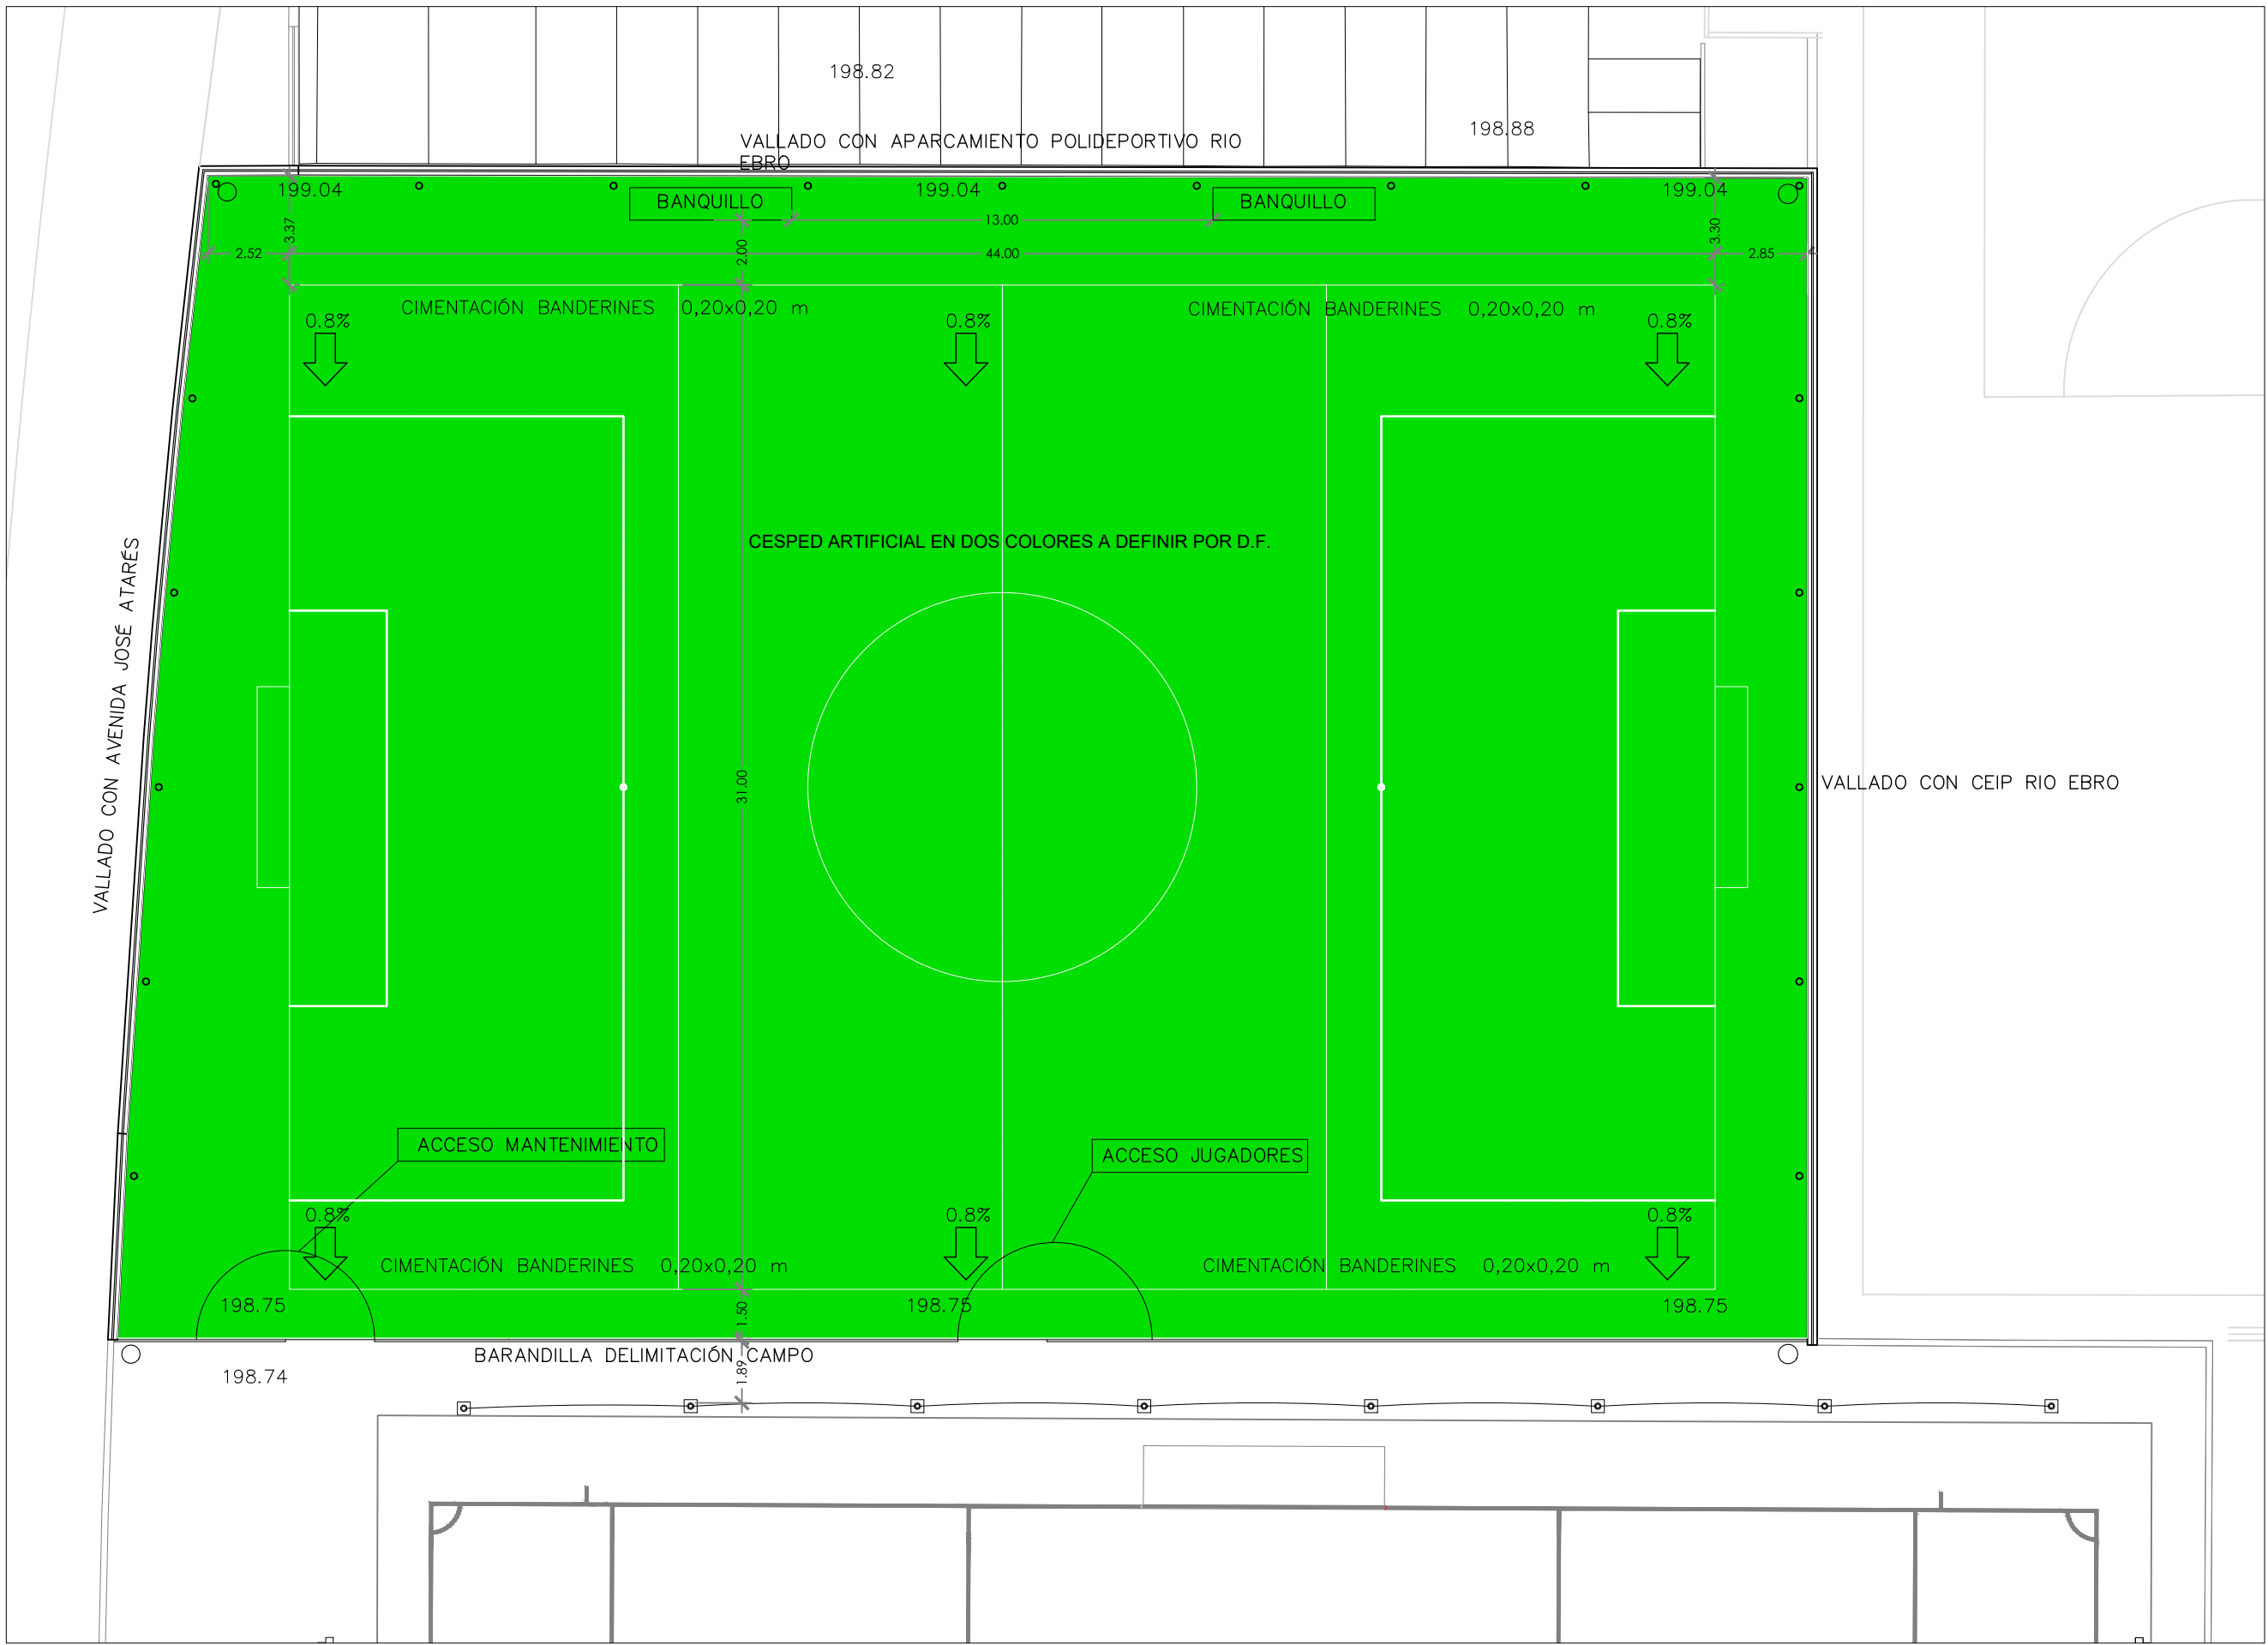 198.82
198.88
VALLADO CON APARCAMIENTO POLIDEPORTIVO RIO
EBRO
199.04
199.04
199.04
BANQUILLO
BANQUILLO
13.00
3.37
2.00
3.30
2.52
44.00
2.85
CIMENTACIÓN BANDERINES 0,20x0,20 m
CIMENTACIÓN BANDERINES 0,20x0,20 m
0.8%
0.8%
0.8%
CESPED ARTIFICIAL EN DOS COLORES A DEFINIR POR D.F.
VALLADO CON AVENIDA JOSÉ ATARÉS
31.00
VALLADO CON CEIP RIO EBRO
ACCESO MANTENIMIENTO
ACCESO JUGADORES
0.8%
0.8%
0.8%
CIMENTACIÓN BANDERINES 0,20x0,20 m
CIMENTACIÓN BANDERINES 0,20x0,20 m
198.75
1.50
198.75
198.75
BARANDILLA DELIMITACIÓN CAMPO
198.74
1.89